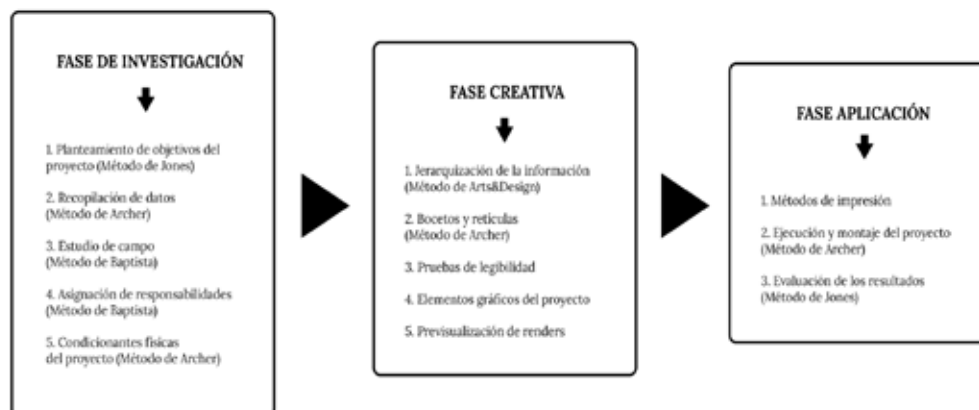 FASE DE INVESTIGACIÓN
1. Planteamiento de objetivos del
proyecto (Método de Jones)
2. Recopilación de datos
(Método de Archer)
3. Estudio de campo
(Método de Baptista)
4. Asignación de responsabilidades
(Método de Baptista)
5. Condicionantes físicas
del proyecto (Método de Archer)
FASE CREATIVA
1. Jerarquización de la información
(Método de Arts&Design)
2. Bocetos y retículas
(Método de Archer)
3. Pruebas de legibilidad
4. Elementos gráficos del proyecto
5. Previsualización de renders
FASE APLICACIÓN
1. Métodos de impresión
2. Ejecución y montaje del proyecto
(Método de Archer)
3. Evaluación de los resultados
(Método de Jones)